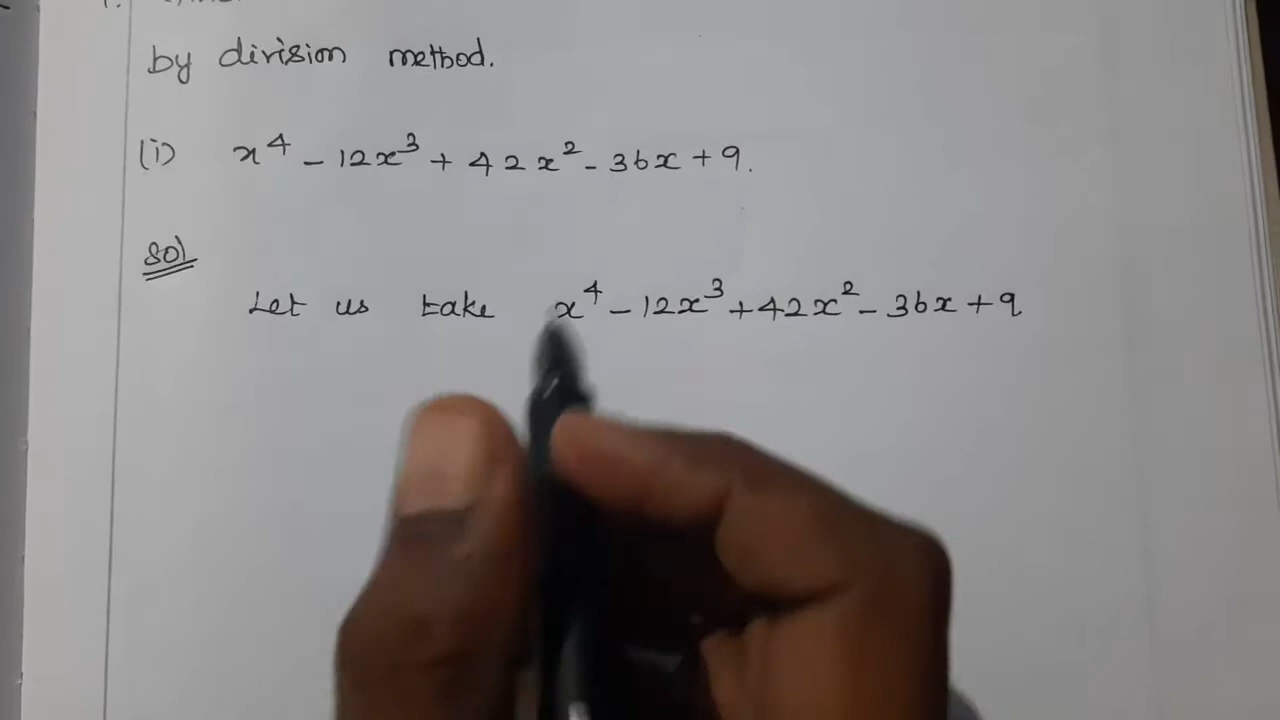 by division method.
(i) x⁴ - 12x³ + 42x² - 36x + 9.
Sol
Let us take x⁴ - 12x³ + 42x² - 36x + 9